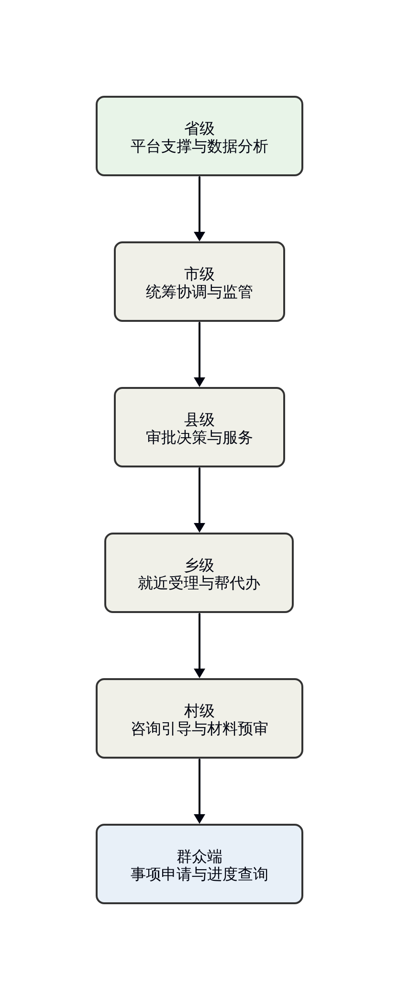 省级
平台支撑与数据分析
市级
统筹协调与监管
县级
审批决策与服务
乡级
就近受理与帮代办
村级
咨询引导与材料预审
群众端
事项申请与进度查询